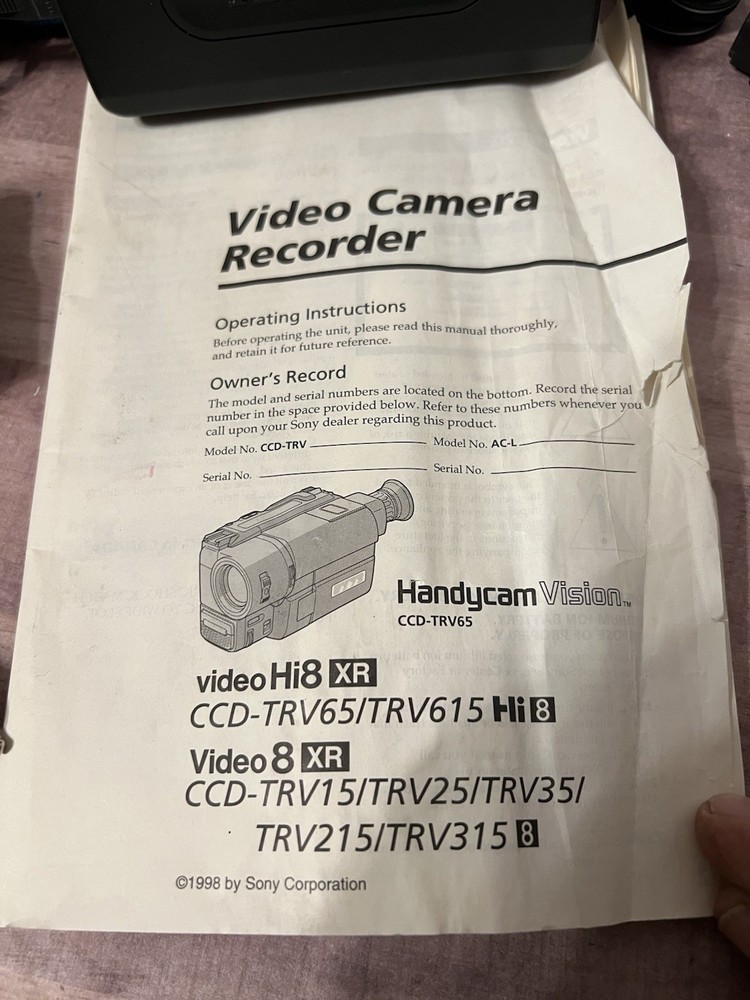 Video Camera
Recorder
Operating Instructions
Before operating the unit, please read this manual thoroughly,
and retain it for future reference.
Owner's Record
The model and serial numbers are located on the bottom. Record the serial
number in the space provided below. Refer to these numbers whenever you
call upon your Sony dealer regarding this product.
Model No. CCD-TRV Model No. AC-L
Serial No. Serial No.
Handycam Vision TM
CCD-TRV65
video Hi8 XR
CCD-TRV65/TRV615 Hi8
Video 8 XR
CCD-TRV15/TRV25/TRV35/
TRV215/TRV315 8
©1998 by Sony Corporation